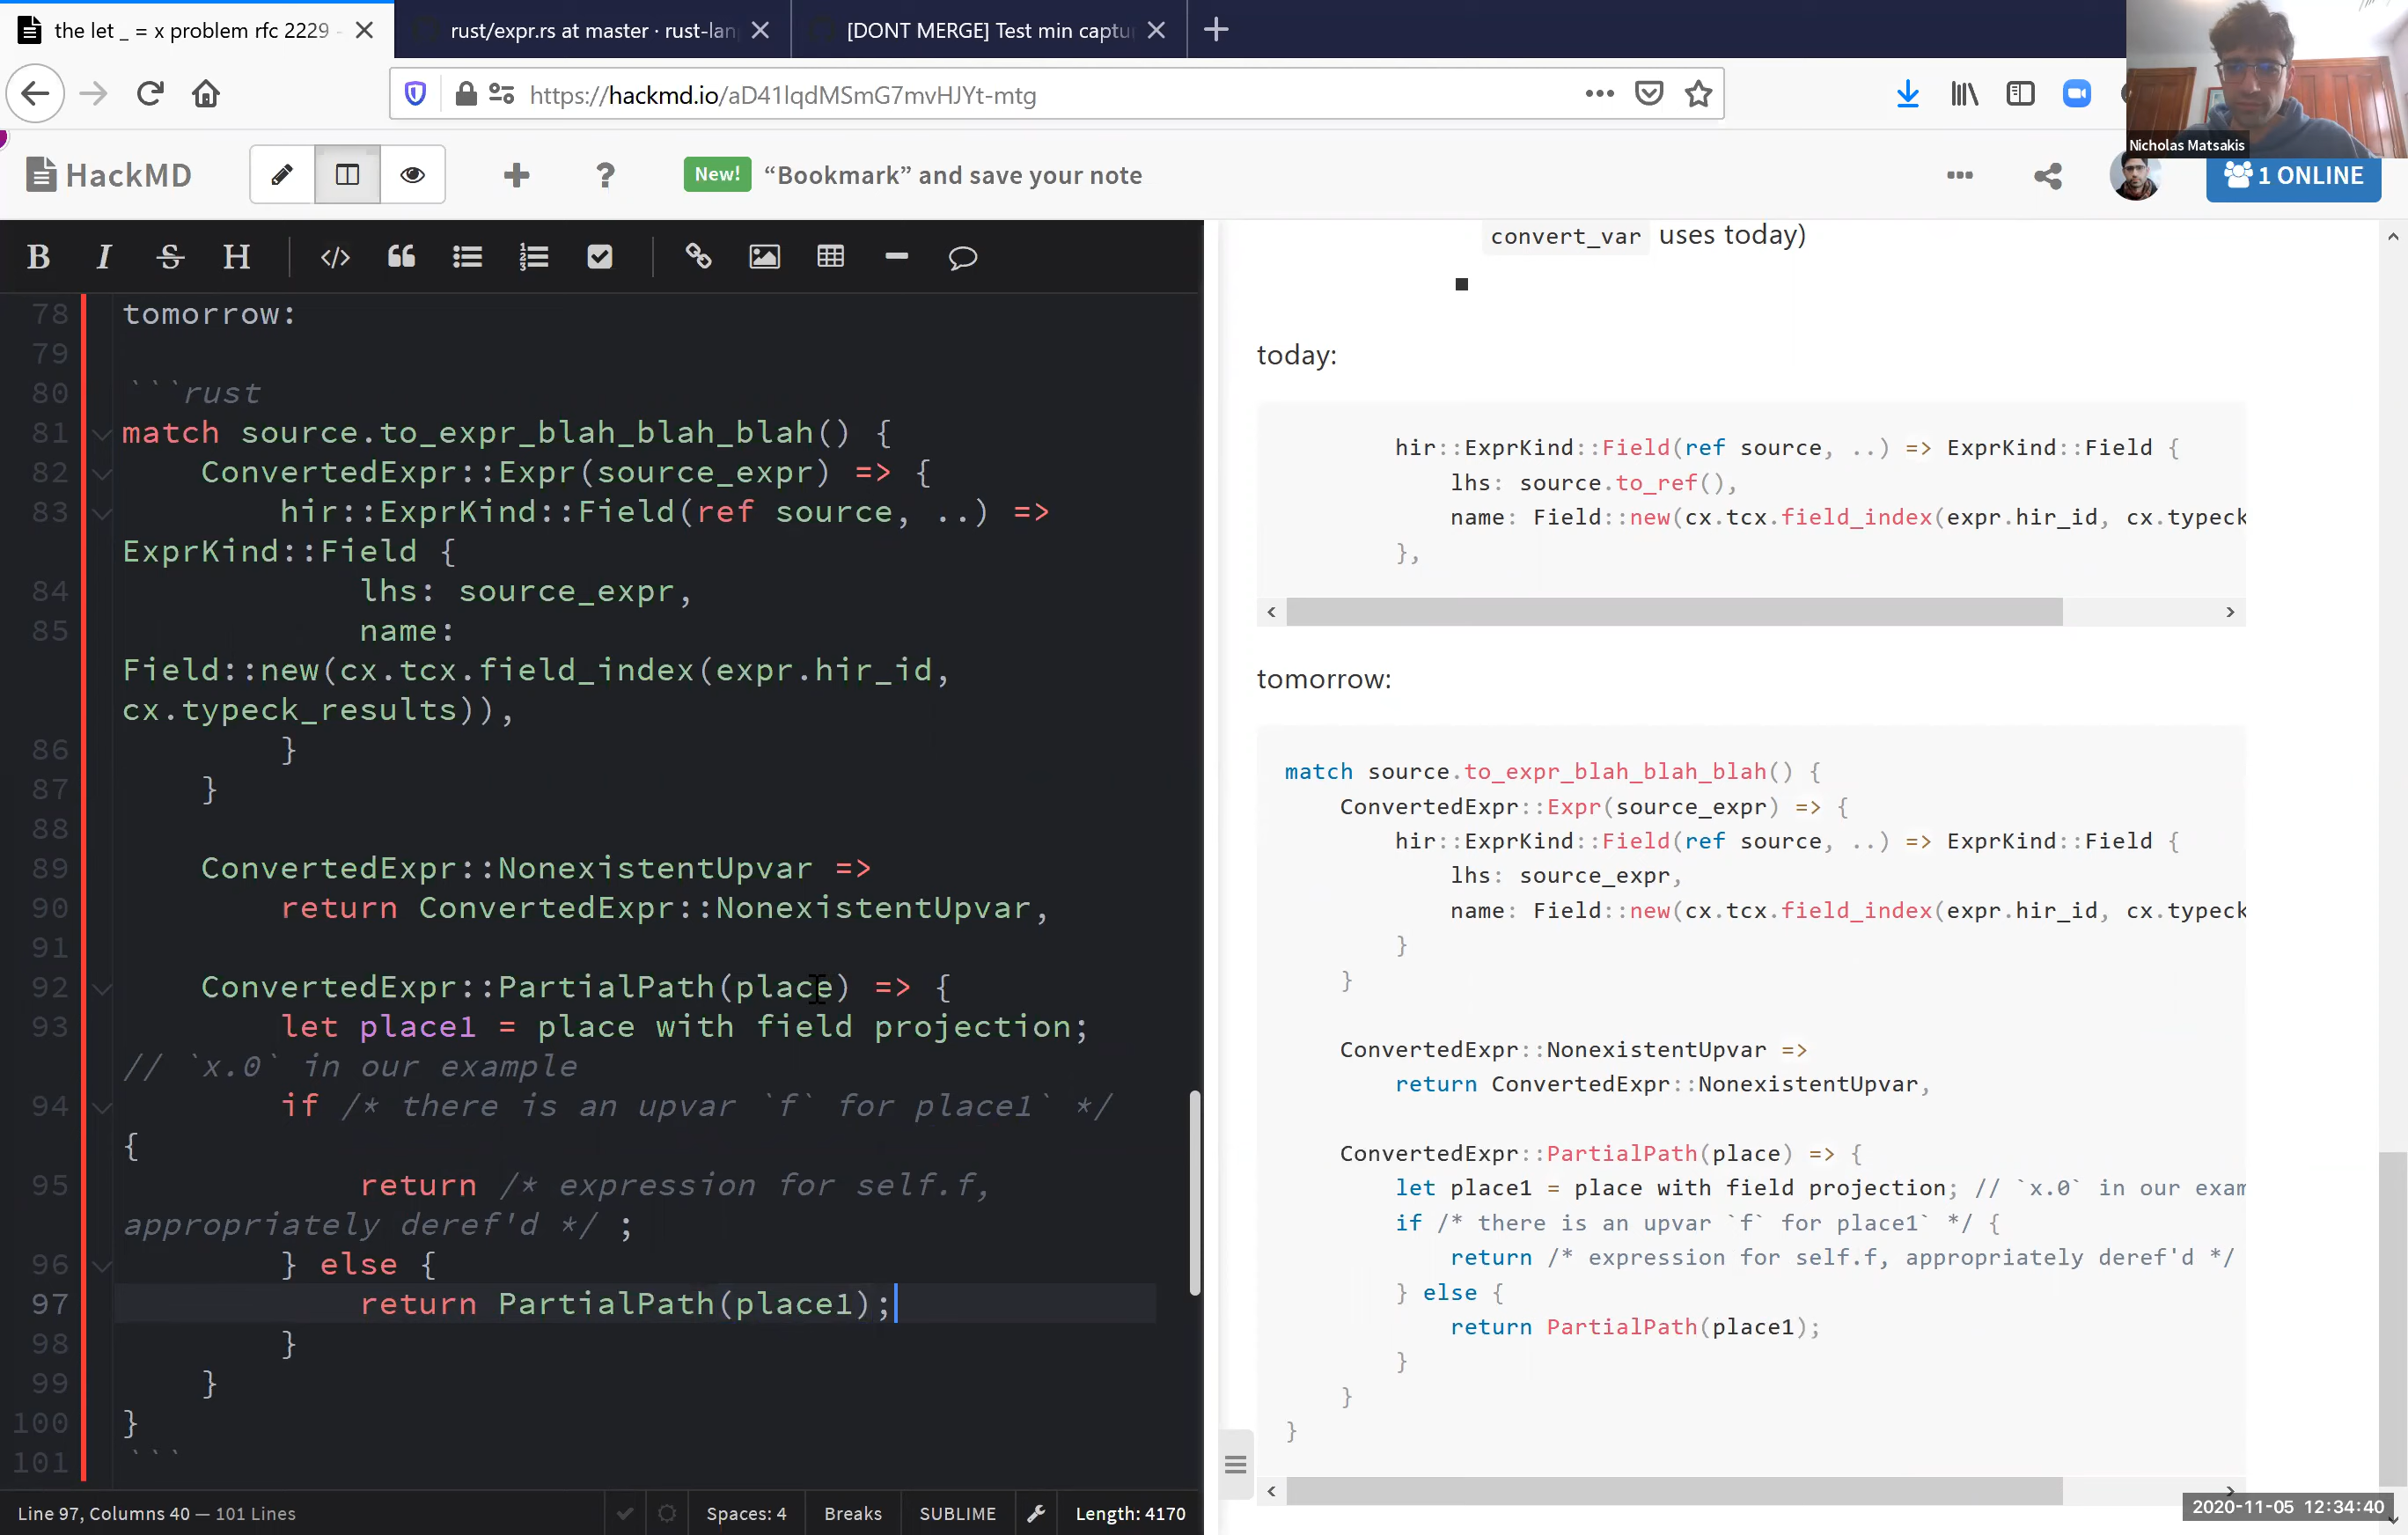 the let _ = x problem rfc 2229 -
rust/expr.rs at master · rust-lan
[DONT MERGE] Test min captu
https://hackmd.io/aD41lqdMSmG7mvHJYt-mtg
Nicholas Matsakis
HackMD
New! “Bookmark” and save your note
1 ONLINE
B I S H
78 tomorrow:
79
80 ```rust
81 match source.to_expr_blah_blah_blah() {
82 ConvertedExpr::Expr(source_expr) => {
83 hir::ExprKind::Field(ref source, ..) =>
ExprKind::Field {
84 lhs: source_expr,
85 name:
Field::new(cx.tcx.field_index(expr.hir_id,
cx.typeck_results)),
86 }
87 }
88
89 ConvertedExpr::NonexistentUpvar =>
90 return ConvertedExpr::NonexistentUpvar,
91
92 ConvertedExpr::PartialPath(place) => {
93 let place1 = place with field projection;
// `x.0` in our example
94 if /* there is an upvar `f` for place1` */
{
95 return /* expression for self.f,
appropriately deref'd */ ;
96 } else {
97 return PartialPath(place1);
98 }
99 }
100 }
101 ```
Line 97, Columns 40 — 101 Lines
Spaces: 4
Breaks
SUBLIME
Length: 4170
convert_var uses today)
today:
hir::ExprKind::Field(ref source, ..) => ExprKind::Field {
lhs: source.to_ref(),
name: Field::new(cx.tcx.field_index(expr.hir_id, cx.typeck
},
tomorrow:
match source.to_expr_blah_blah_blah() {
ConvertedExpr::Expr(source_expr) => {
hir::ExprKind::Field(ref source, ..) => ExprKind::Field {
lhs: source_expr,
name: Field::new(cx.tcx.field_index(expr.hir_id, cx.typeck
}
}
ConvertedExpr::NonexistentUpvar =>
return ConvertedExpr::NonexistentUpvar,
ConvertedExpr::PartialPath(place) => {
let place1 = place with field projection; // `x.0` in our exam
if /* there is an upvar `f` for place1` */ {
return /* expression for self.f, appropriately deref'd */
} else {
return PartialPath(place1);
}
}
}
2020-11-05 12:34:40